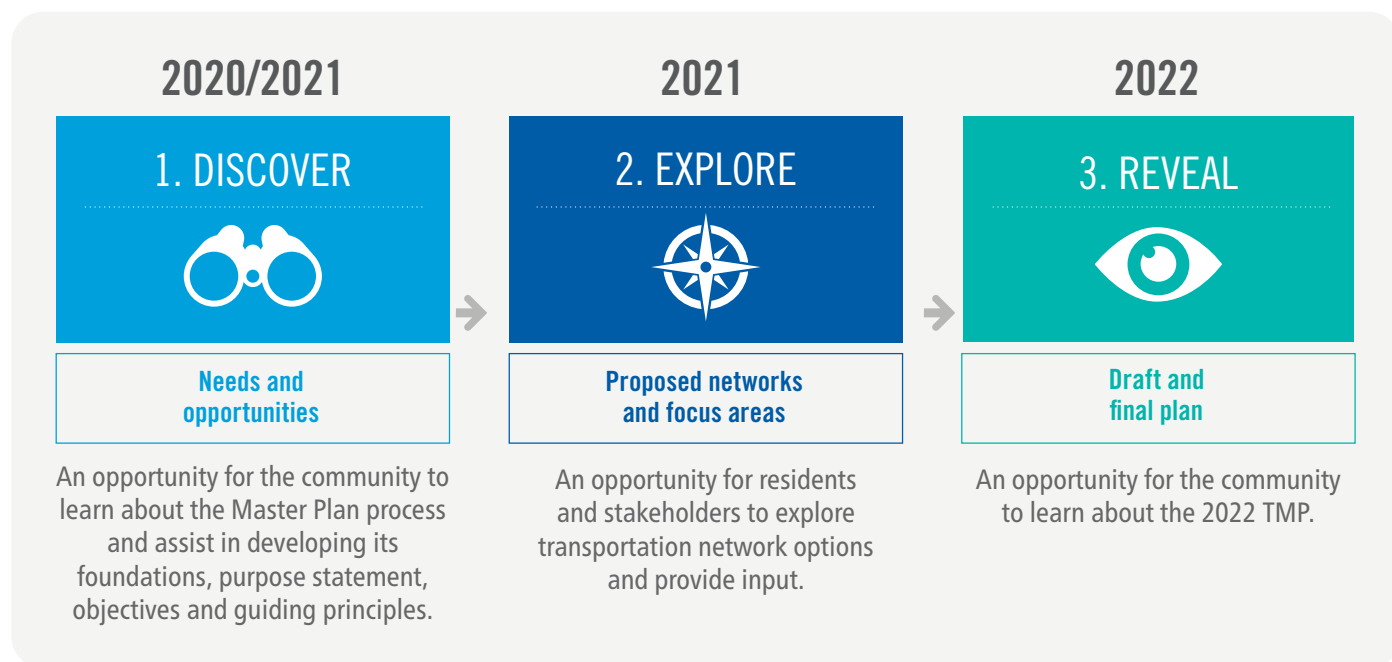 2020/2021
1. DISCOVER
Needs and
opportunities
An opportunity for the community to
learn about the Master Plan process
and assist in developing its
foundations, purpose statement,
objectives and guiding principles.
2021
2. EXPLORE
Proposed networks
and focus areas
An opportunity for residents
and stakeholders to explore
transportation network options
and provide input.
2022
3. REVEAL
Draft and
final plan
An opportunity for the community
to learn about the 2022 TMP.